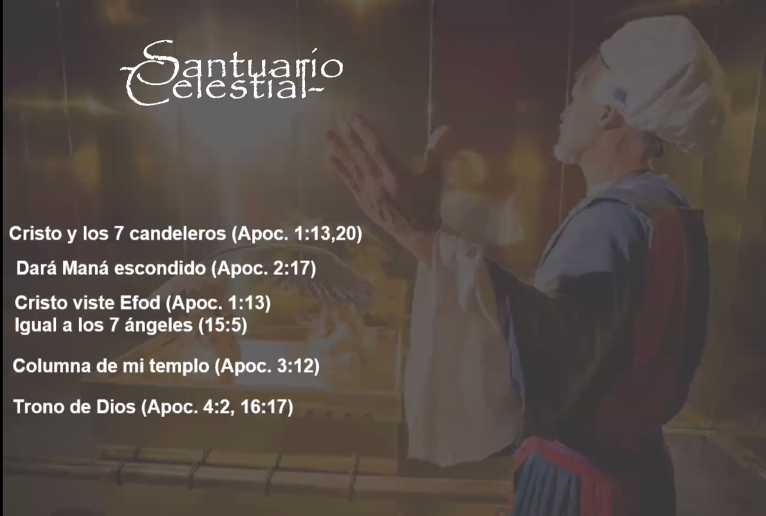 Santuario
Celestial-
Cristo y los 7 candeleros (Apoc. 1:13,20)
Dará Maná escondido (Apoc. 2:17)
Cristo viste Efod (Apoc. 1:13)
Igual a los 7 ángeles (15:5)
Columna de mi templo (Apoc. 3:12)
Trono de Dios (Apoc. 4:2, 16:17)